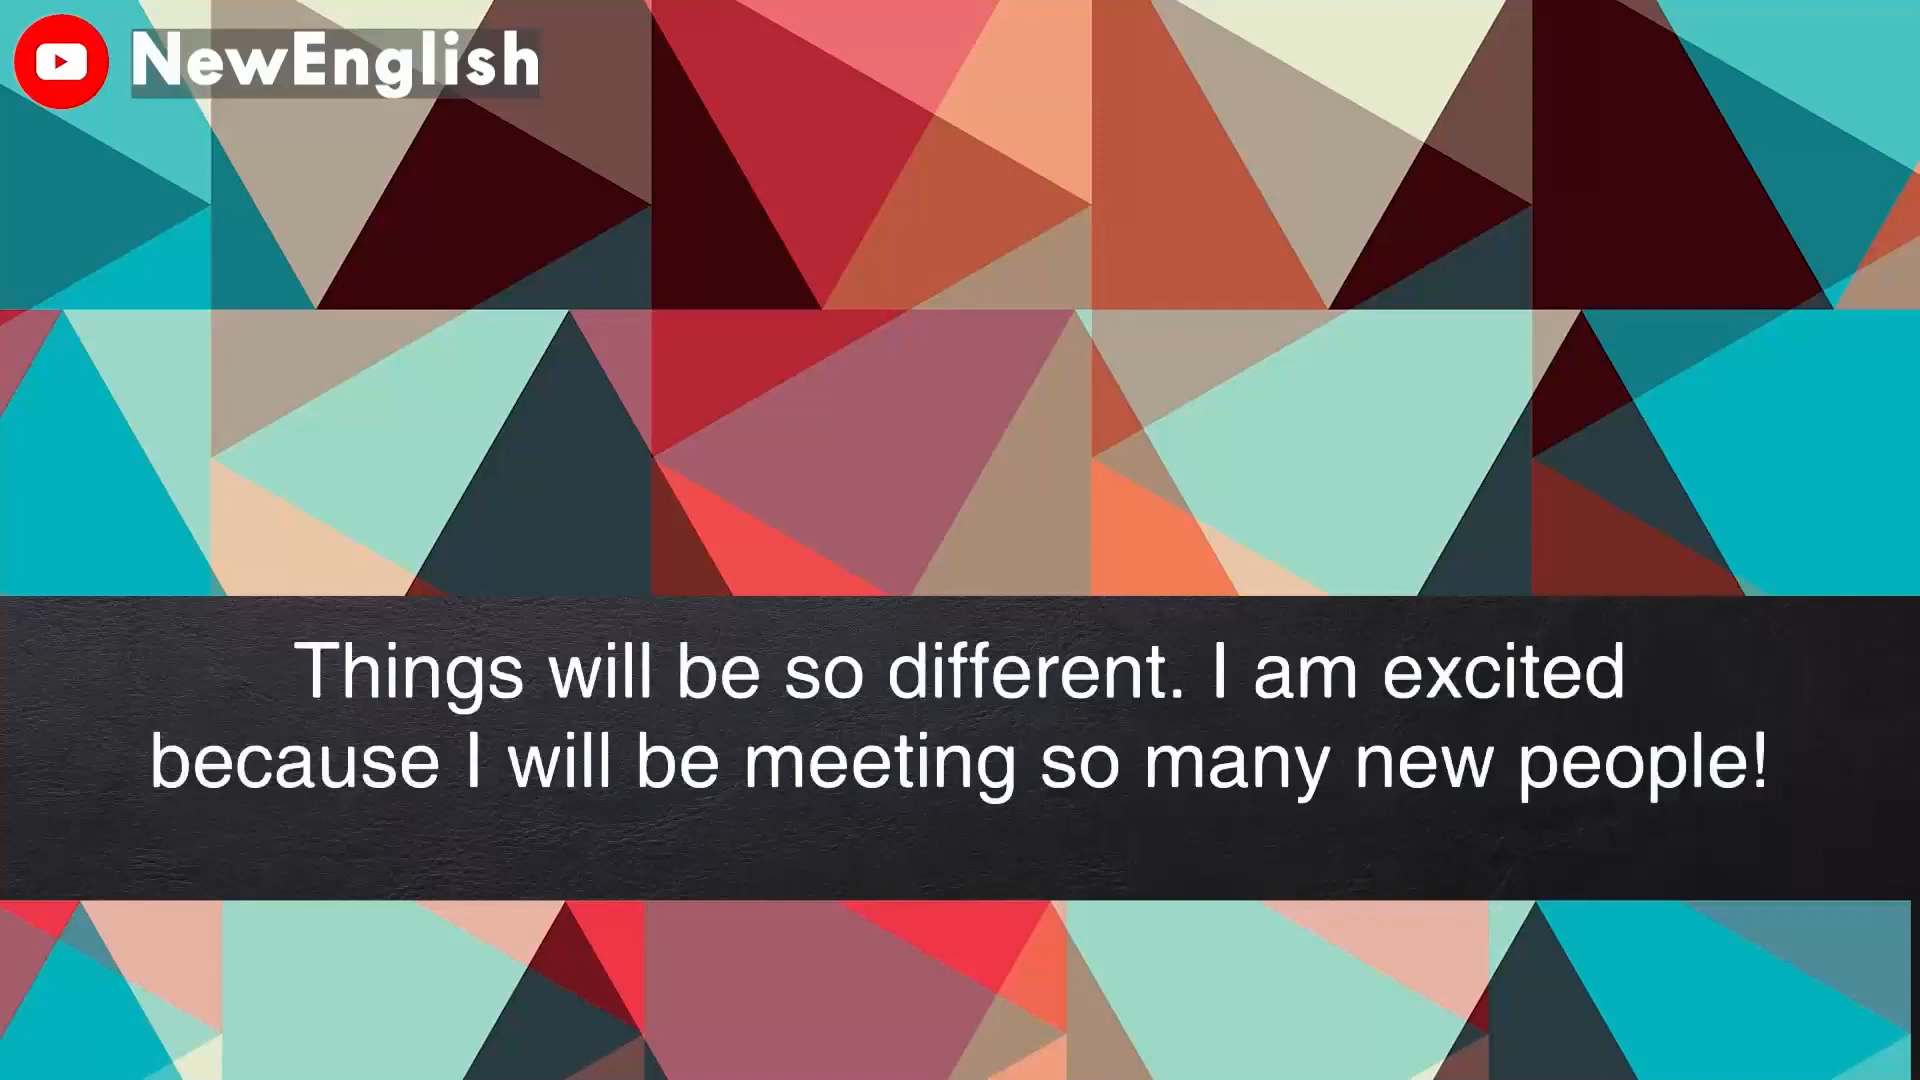 NewEnglish
Things will be so different. I am excited
because I will be meeting so many new people!